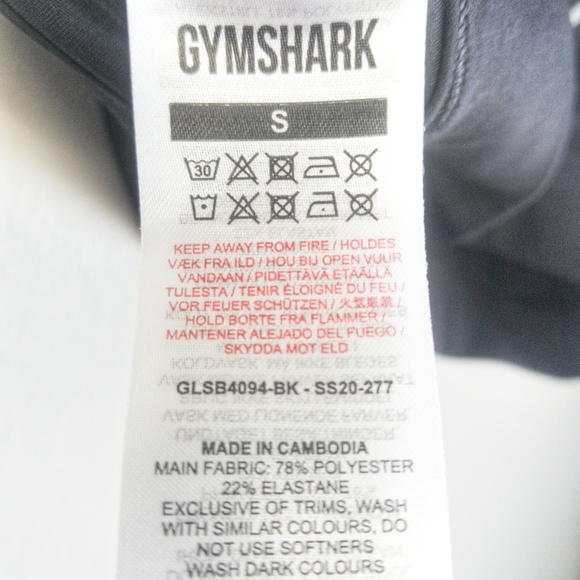 GYMSHARK
S
30
KEEP AWAY FROM FIRE / HOLDES
VÆK FRA ILD / HOU BIJ OPEN VUUR
VANDAAN / PIDETTÄVÄ ETÄÄLLÄ
TULESTA / TENIR ÉLOIGNÉ DU FEU /
VOR FEUER SCHÜTZEN / 火気厳禁 /
HOLD BORTE FRA FLAMMER /
MANTENER ALEJADO DEL FUEGO /
SKYDDA MOT ELD
GLSB4094-BK - SS20-277
MADE IN CAMBODIA
MAIN FABRIC: 78% POLYESTER
22% ELASTANE
EXCLUSIVE OF TRIMS, WASH
WITH SIMILAR COLOURS, DO
NOT USE SOFTNERS
WASH DARK COLOURS